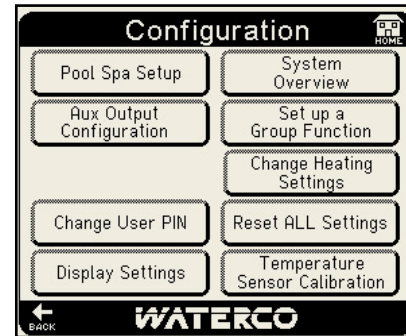 Configuration
HOME
Pool Spa Setup
System
Overview
Aux Output
Configuration
Set up a
Group Function
Change Heating
Settings
Change User PIN
Reset ALL Settings
Display Settings
Temperature
Sensor Calibration
BACK
WATERCO